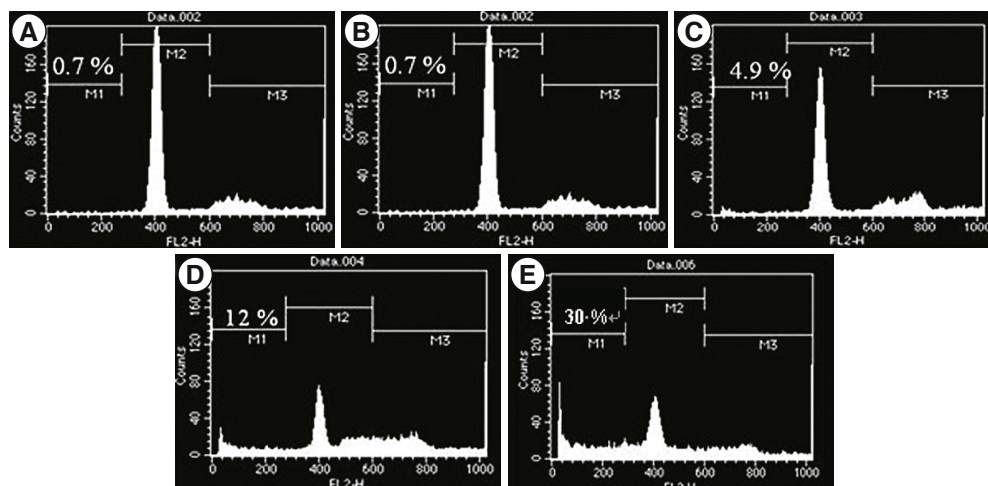 A
Data.002
0.7 %
M1
M2
M3
Counts
160
120
80
40
0
0 200 400 600 800 1000
FL2-H
B
Data.002
0.7 %
M1
M2
M3
Counts
160
120
80
40
0
0 200 400 600 800 1000
FL2-H
C
Data.003
4.9 %
M1
M2
M3
Counts
160
120
80
40
0
0 200 400 600 800 1000
FL2-H
D
Data.004
12 %
M1
M2
M3
Counts
160
120
80
40
0
0 200 400 600 800 1000
FL2-H
E
Data.006
30·%↵
M1
M2
M3
Counts
160
120
80
40
0
0 200 400 600 800 1000
FL2-H